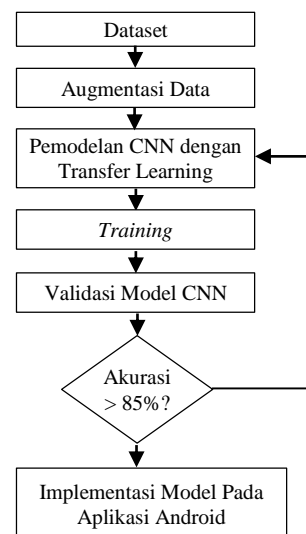 Dataset
Augmentasi Data
Pemodelan CNN dengan
Transfer Learning
Training
Validasi Model CNN
Akurasi
> 85%?
Implementasi Model Pada
Aplikasi Android